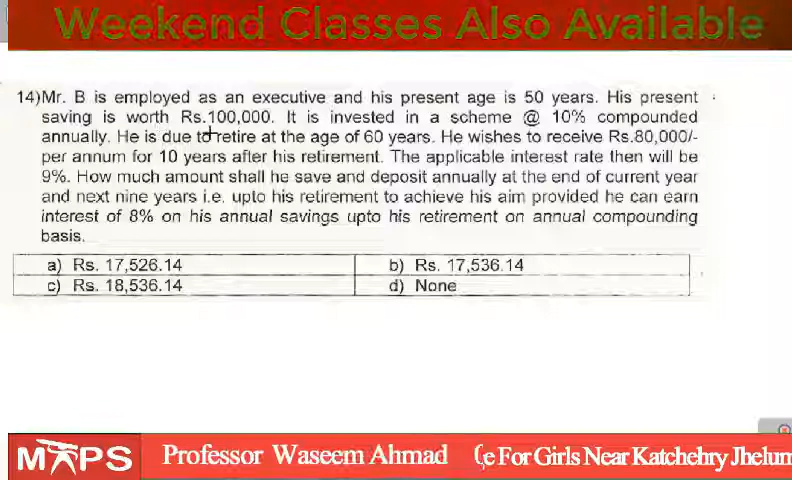 Weekend Classes Also Available
14)Mr. B is employed as an executive and his present age is 50 years. His present
saving is worth Rs.100,000. It is invested in a scheme @ 10% compounded
annually. He is due to retire at the age of 60 years. He wishes to receive Rs.80,000/-
per annum for 10 years after his retirement. The applicable interest rate then will be
9%. How much amount shall he save and deposit annually at the end of current year
and next nine years i.e. upto his retirement to achieve his aim provided he can earn
interest of 8% on his annual savings upto his retirement on annual compounding
basis.
a) Rs. 17,526.14 b) Rs. 17,536.14
c) Rs. 18,536.14 d) None
MAPS Professor Waseem Ahmad e For Girls Near Katchehry Jhelum